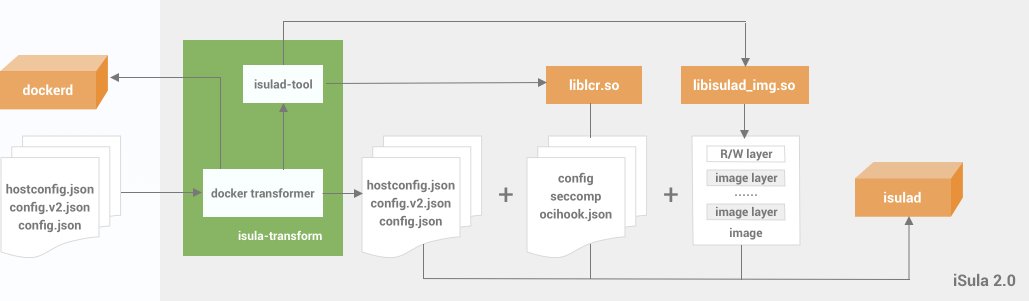 dockerd
hostconfig.json
config.v2.json
config.json
isulad-tool
docker transformer
isula-transform
hostconfig.json
config.v2.json
config.json
+
liblcr.so
config
seccomp
ocihook.json
+
libisulad_img.so
R/W layer
image layer
......
image layer
image
isulad
iSula 2.0